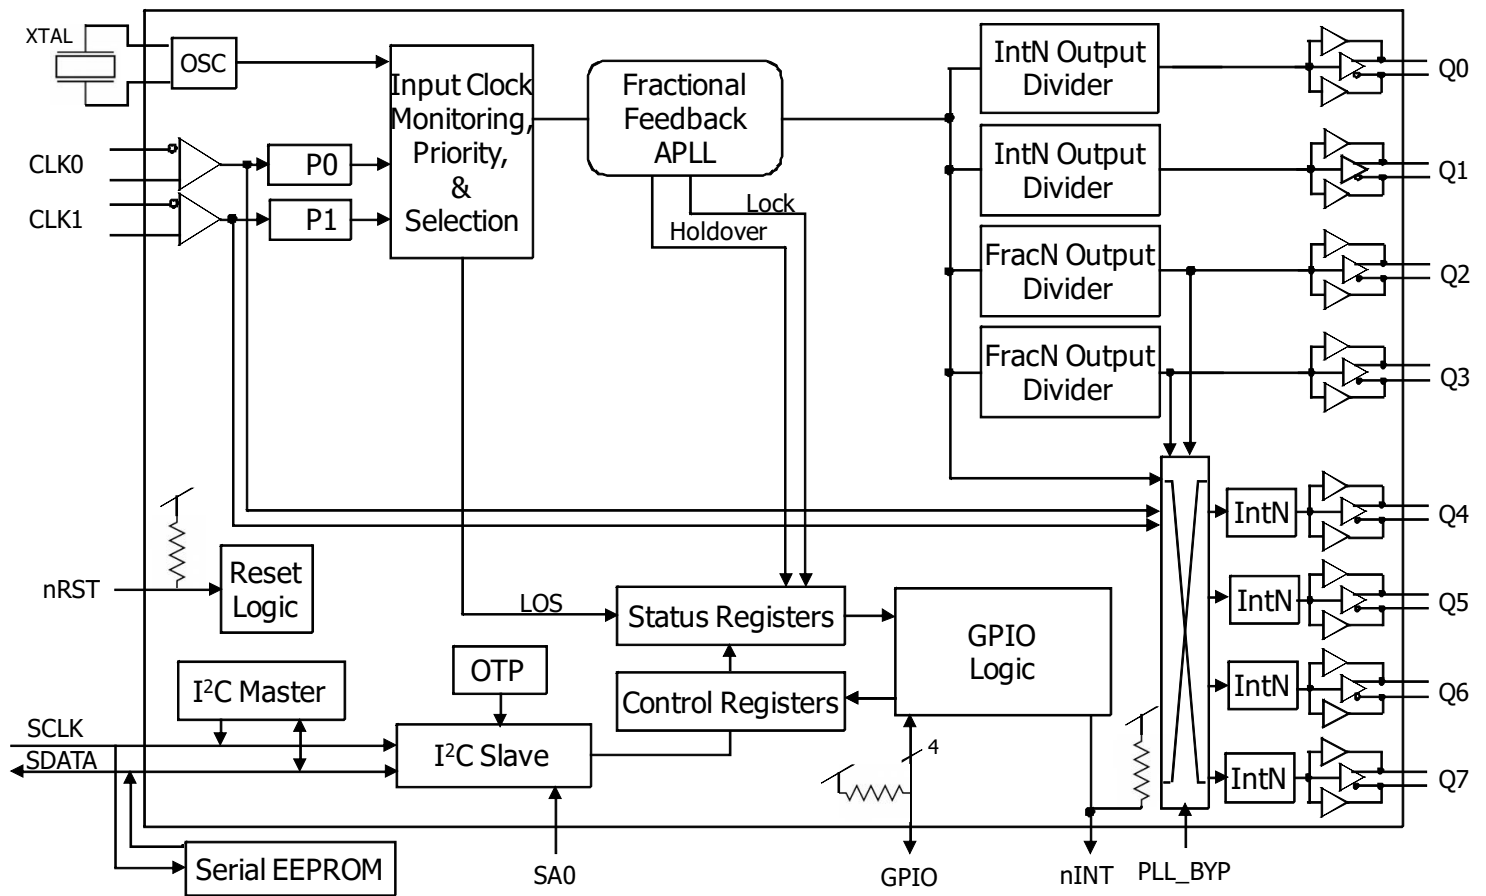 XTAL
OSC
Input Clock
Monitoring,
Priority,
&
Selection
Fractional
Feedback
APLL
IntN Output
Divider
Q0
CLK0
P0
IntN Output
Divider
Q1
CLK1
P1
Lock
Holdover
FracN Output
Divider
Q2
FracN Output
Divider
Q3
IntN
Q4
nRST
Reset
Logic
LOS
Status Registers
GPIO
Logic
IntN
Q5
I²C Master
OTP
Control Registers
IntN
Q6
SCLK
SDATA
I²C Slave
4
IntN
Q7
Serial EEPROM
SA0
GPIO
nINT
PLL_BYP